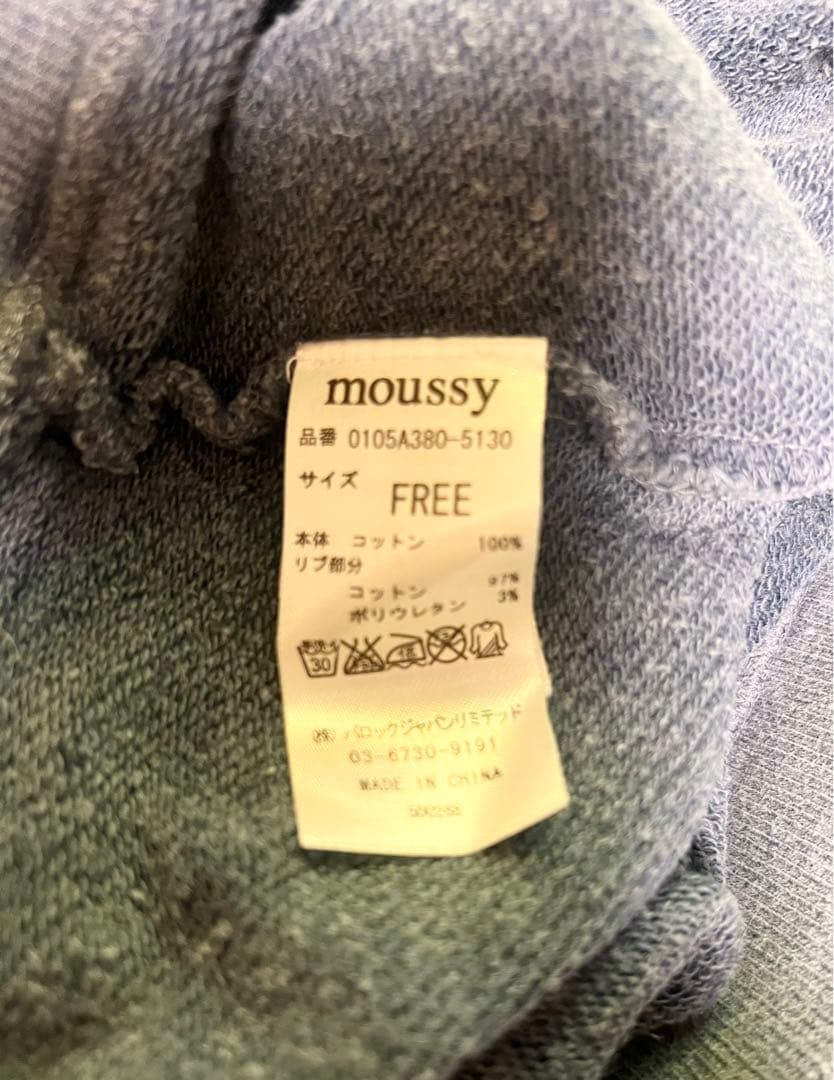 moussy
品番 0105A380-5130
サイズ
FREE
本体 コットン 100%
リブ部分
コットン 97%
ポリウレタン 3%
30
㈱ バロックジャパンリミテッド
03-6730-9191
MADE IN CHINA